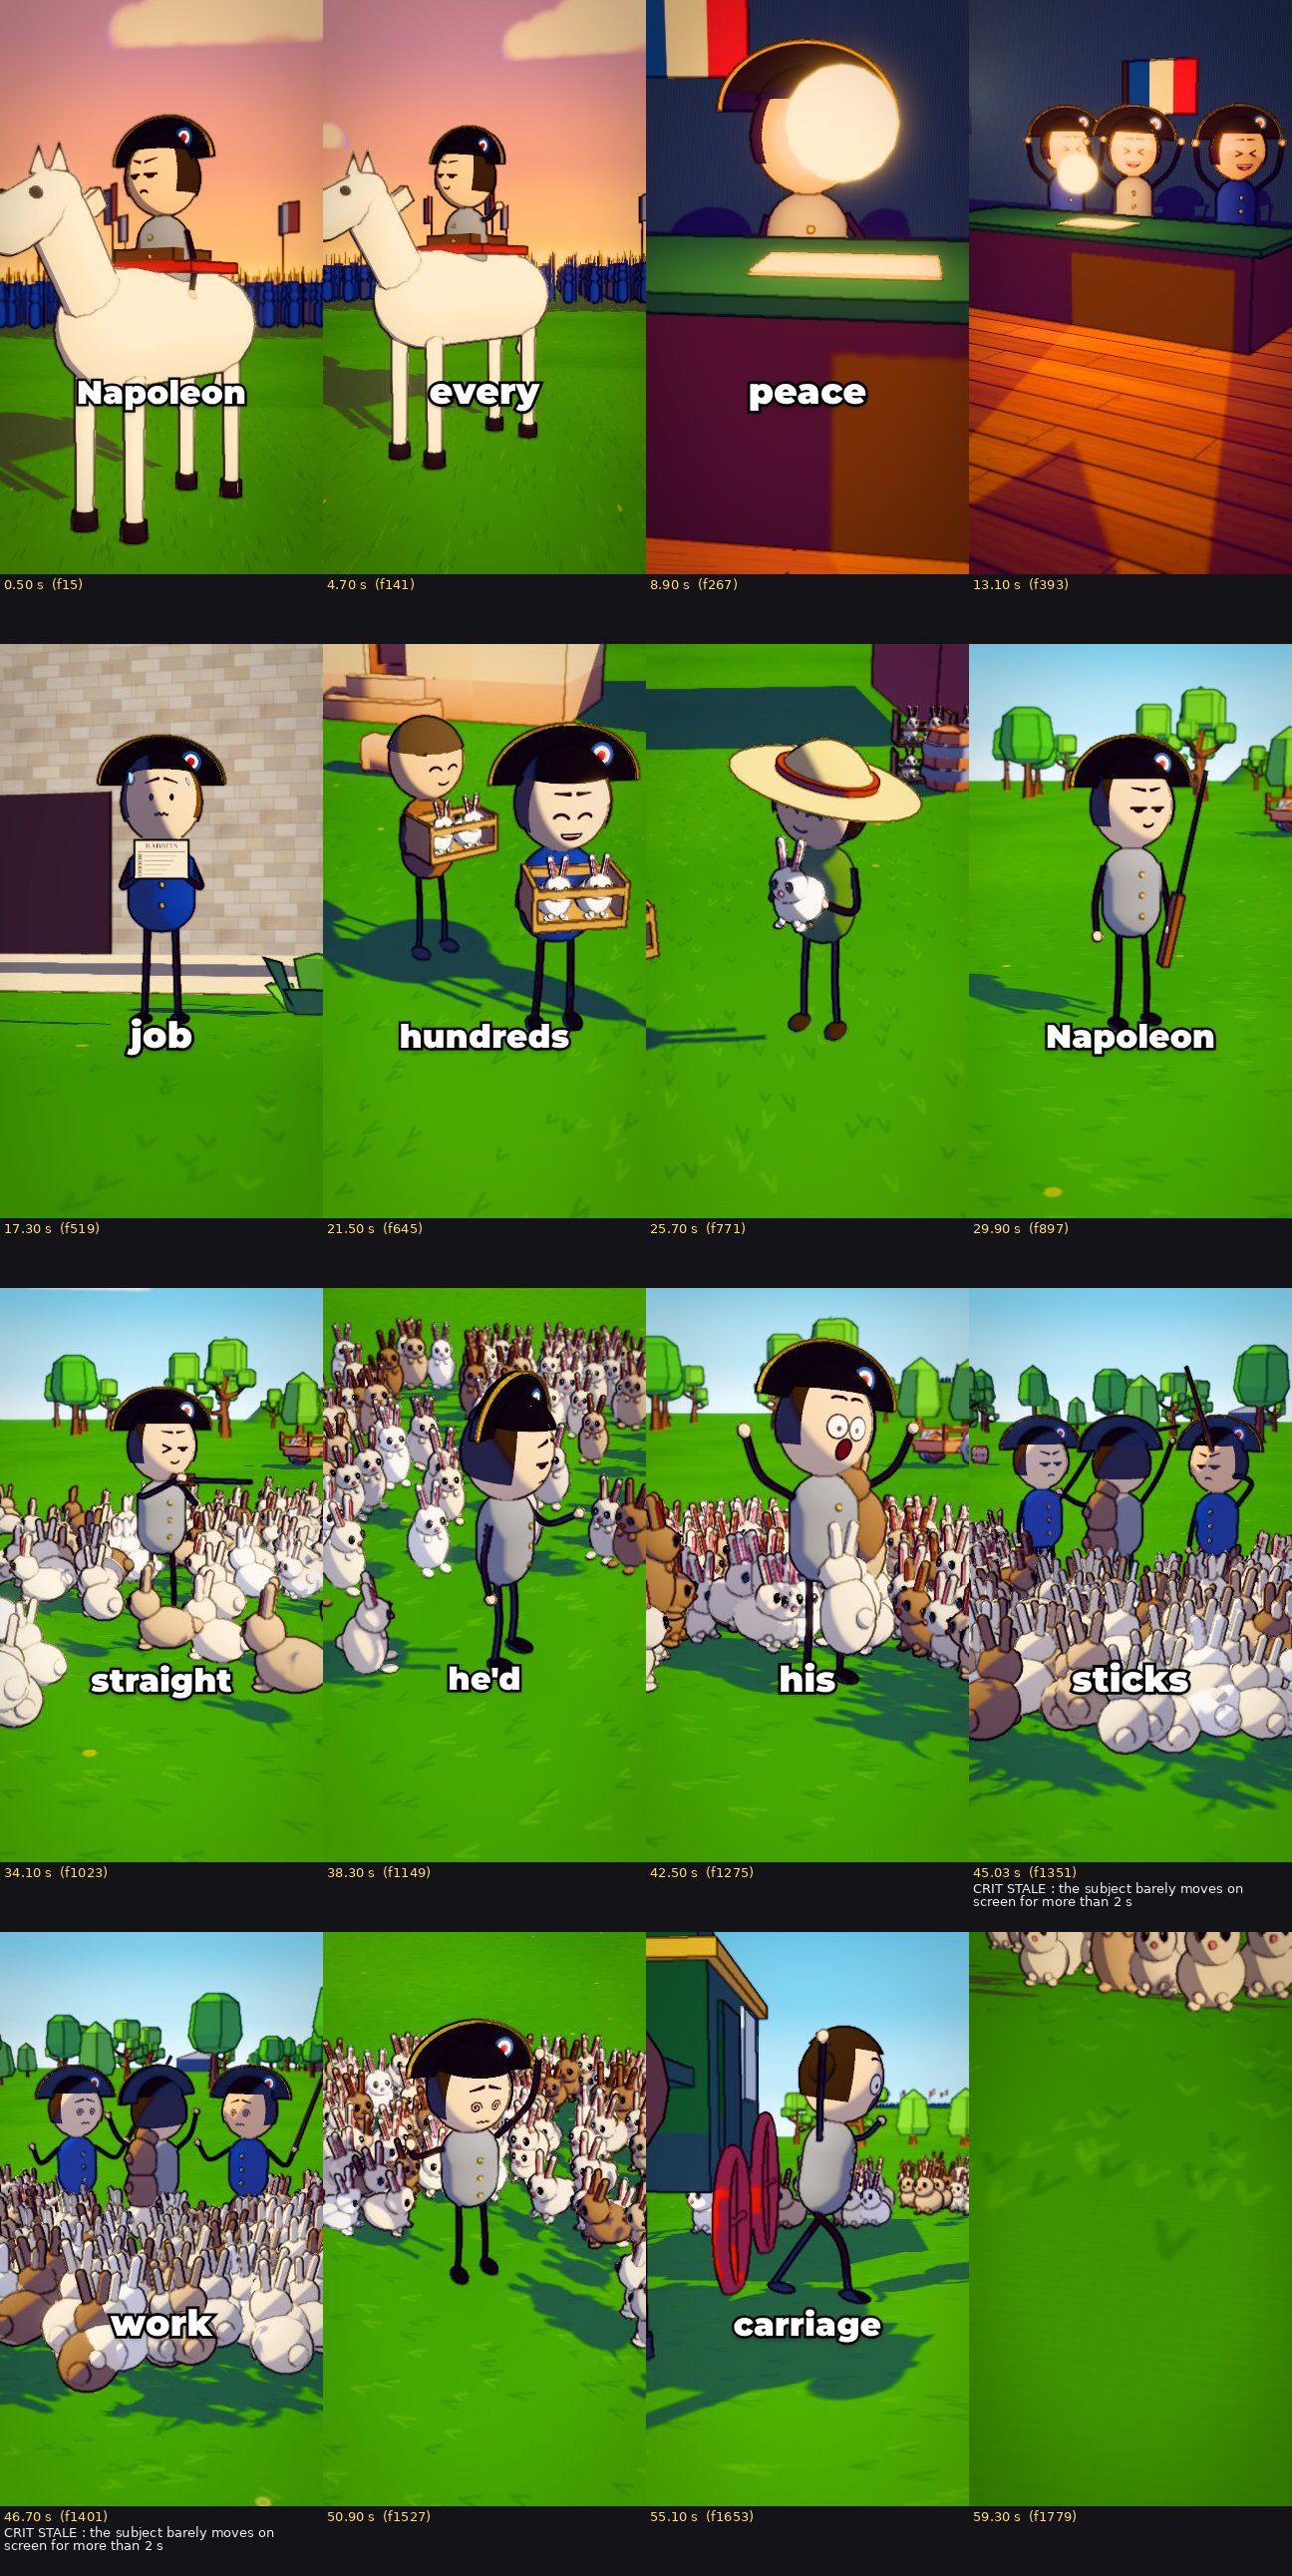 Napoleon
every
peace
0.50 s (f15)
4.70 s (f141)
8.90 s (f267)
13.10 s (f393)
RABBITS
job
hundreds
Napoleon
17.30 s (f519)
21.50 s (f645)
25.70 s (f771)
29.90 s (f897)
straight
he'd
his
sticks
34.10 s (f1023)
38.30 s (f1149)
42.50 s (f1275)
45.03 s (f1351)
CRIT STALE : the subject barely moves on
screen for more than 2 s
work
carriage
46.70 s (f1401)
CRIT STALE : the subject barely moves on
screen for more than 2 s
50.90 s (f1527)
55.10 s (f1653)
59.30 s (f1779)